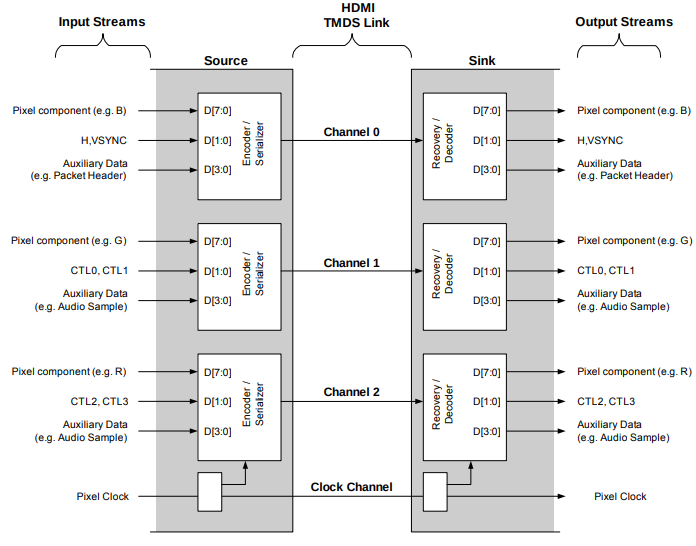 HDMI
Input Streams
TMDS Link
Output Streams
Source
Sink
Pixel component (e.g. B)
D[7:0]
D[7:0]
Pixel component (e.g. B)
H,VSYNC
D[1:0]
Encoder /
Serializer
Channel 0
Recovery /
Decoder
D[1:0]
H,VSYNC
Auxiliary Data
(e.g. Packet Header)
D[3:0]
D[3:0]
Auxiliary Data
(e.g. Packet Header)
Pixel component (e.g. G)
D[7:0]
D[7:0]
Pixel component (e.g. G)
CTL0, CTL1
D[1:0]
Encoder /
Serializer
Channel 1
Recovery /
Decoder
D[1:0]
CTL0, CTL1
Auxiliary Data
(e.g. Audio Sample)
D[3:0]
D[3:0]
Auxiliary Data
(e.g. Audio Sample)
Pixel component (e.g. R)
D[7:0]
D[7:0]
Pixel component (e.g. R)
CTL2, CTL3
D[1:0]
Encoder /
Serializer
Channel 2
Recovery /
Decoder
D[1:0]
CTL2, CTL3
Auxiliary Data
(e.g. Audio Sample)
D[3:0]
D[3:0]
Auxiliary Data
(e.g. Audio Sample)
Pixel Clock
Clock Channel
Pixel Clock